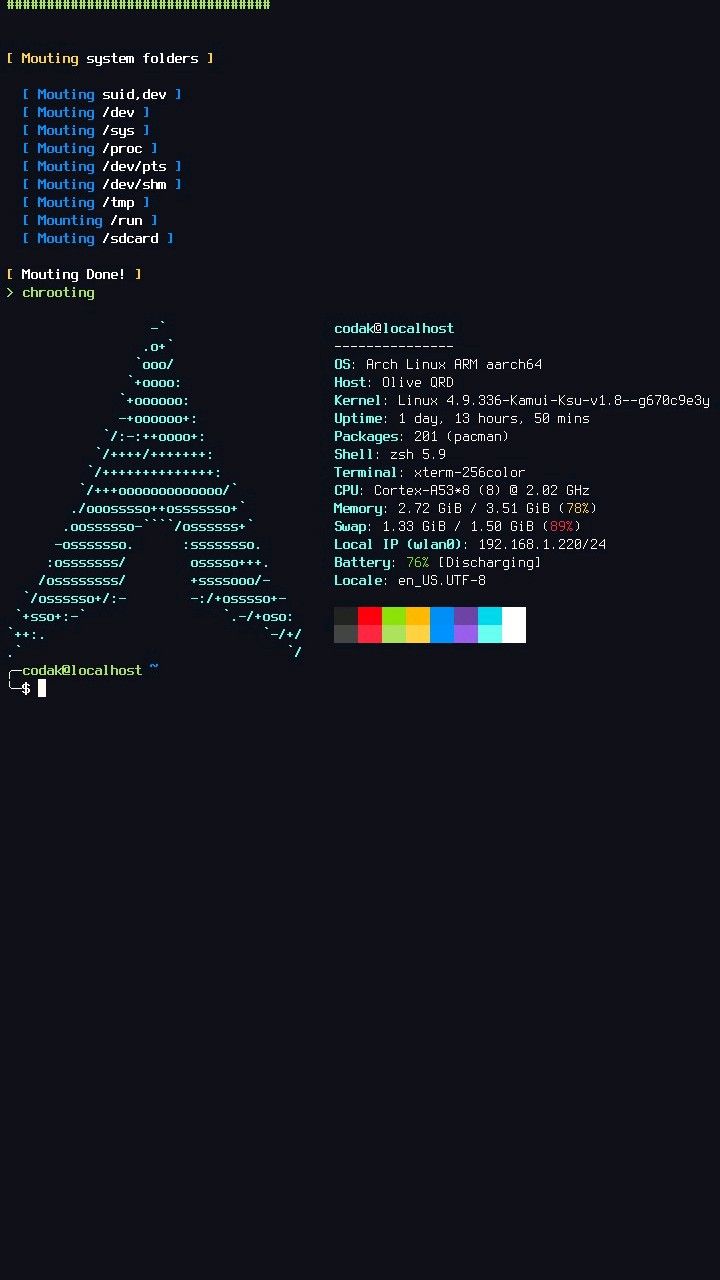 #################################
[ Mouting system folders ]
[ Mouting suid,dev ]
[ Mouting /dev ]
[ Mouting /sys ]
[ Mouting /proc ]
[ Mouting /dev/pts ]
[ Mouting /dev/shm ]
[ Mouting /tmp ]
[ Mounting /run ]
[ Mouting /sdcard ]
[ Mouting Done! ]
> chrooting
                  -`
                 .o+`
                `ooo/
               `+oooo:
              `+oooooo:
              -+oooooo+:
            `/:-:++oooo+:
           `/++++/+++++++:
          `/++++++++++++++:
         `/+++ooooooooooooo/`
        ./ooosssso++osssssso+`
       .oossssso-````/ossssss+`
      -osssssso.      :ssssssso.
     :osssssss/        osssso+++.
    /ossssssss/        +ssssooo/-
  `/ossssso+/:-        -:/+osssso+-
 `+sso+:-`                 `.-/+oso:
`++:.                           `-/+/
.`                                 `/
codak@localhost
---------------
OS: Arch Linux ARM aarch64
Host: Olive QRD
Kernel: Linux 4.9.336-Kamui-Ksu-v1.8--g670c9e3y
Uptime: 1 day, 13 hours, 50 mins
Packages: 201 (pacman)
Shell: zsh 5.9
Terminal: xterm-256color
CPU: Cortex-A53*8 (8) @ 2.02 GHz
Memory: 2.72 GiB / 3.51 GiB (78%)
Swap: 1.33 GiB / 1.50 GiB (89%)
Local IP (wlan0): 192.168.1.220/24
Battery: 76% [Discharging]
Locale: en_US.UTF-8
╭─codak@localhost ~
╰─$